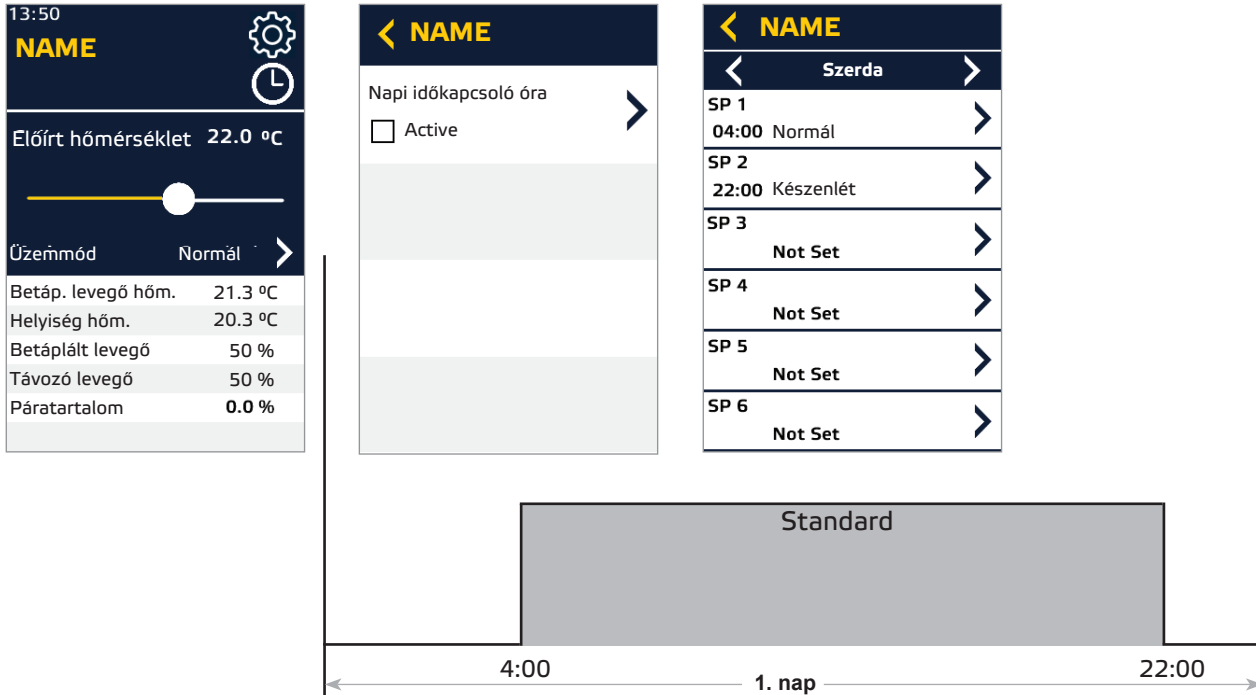 13:50
NAME
Előírt hőmérséklet 22.0 ºC
Üzemmód Normál
Betáp. levegő hőm. 21.3 ºC
Helyiség hőm. 20.3 ºC
Betáplált levegő 50 %
Távozó levegő 50 %
Páratartalom 0.0 %
NAME
Napi időkapcsoló óra
Active
NAME
Szerda
SP 1
04:00 Normál
SP 2
22:00 Készenlét
SP 3
Not Set
SP 4
Not Set
SP 5
Not Set
SP 6
Not Set
Standard
4:00 22:00
1. nap